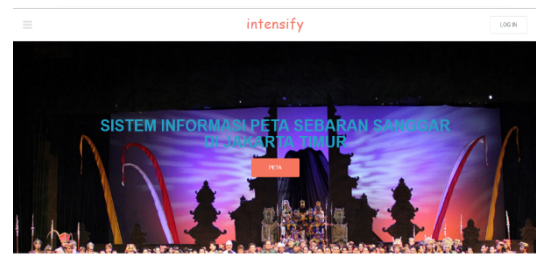 intensify
LOG IN
SISTEM INFORMASI PETA SEBARAN SANGGAR
DI JAKARTA TIMUR
PETA